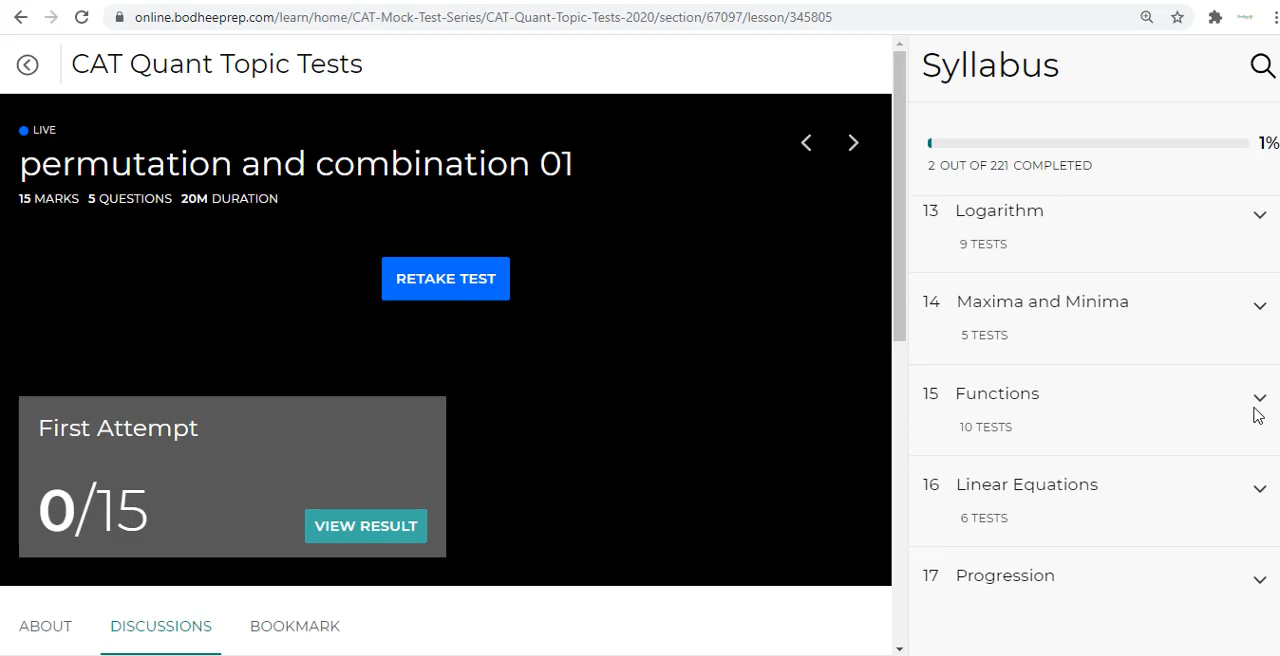 online.bodheeprep.com/learn/home/CAT-Mock-Test-Series/CAT-Quant-Topic-Tests-2020/section/67097/lesson/345805
CAT Quant Topic Tests
LIVE
permutation and combination 01
15 MARKS 5 QUESTIONS 20M DURATION
RETAKE TEST
First Attempt
0/15
VIEW RESULT
ABOUT DISCUSSIONS BOOKMARK
Syllabus
1%
2 OUT OF 221 COMPLETED
13 Logarithm
9 TESTS
14 Maxima and Minima
5 TESTS
15 Functions
10 TESTS
16 Linear Equations
6 TESTS
17 Progression